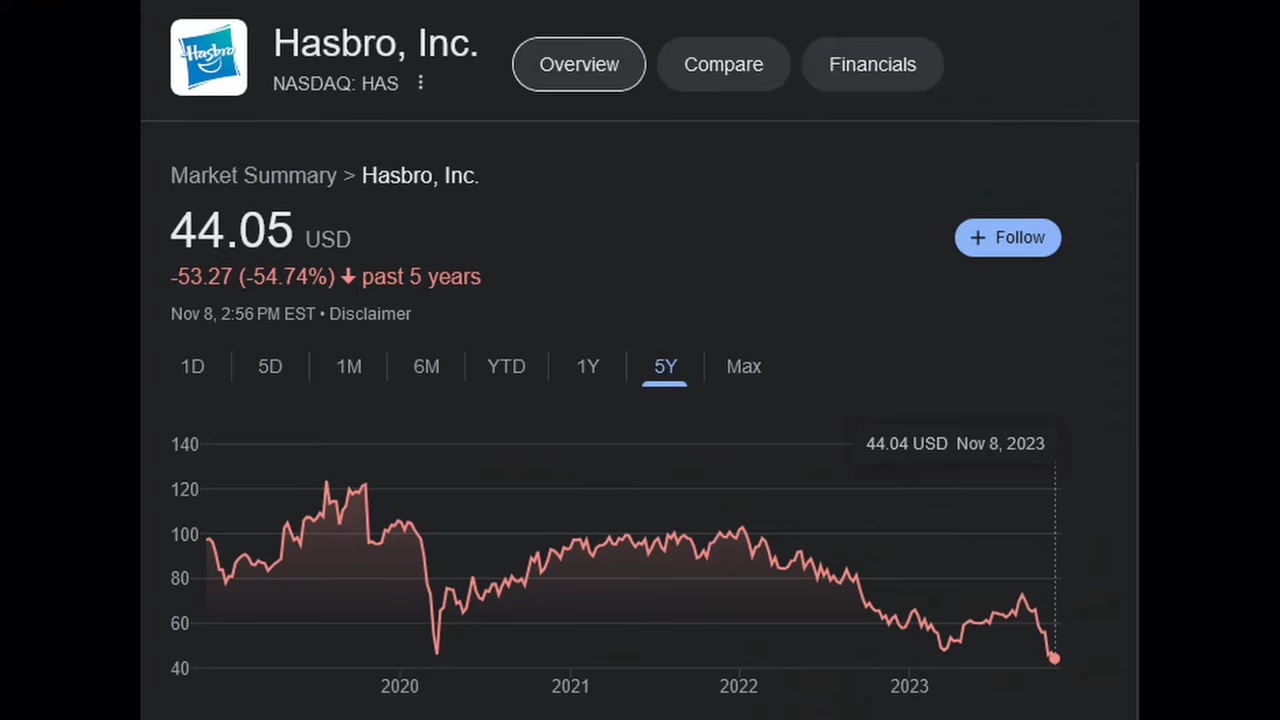 Hasbro
Hasbro, Inc.
NASDAQ: HAS
Overview
Compare
Financials
Market Summary > Hasbro, Inc.
44.05 USD
+ Follow
-53.27 (-54.74%) ↓ past 5 years
Nov 8, 2:56 PM EST • Disclaimer
1D 5D 1M 6M YTD 1Y 5Y Max
44.04 USD Nov 8, 2023
140
120
100
80
60
40
2020 2021 2022 2023